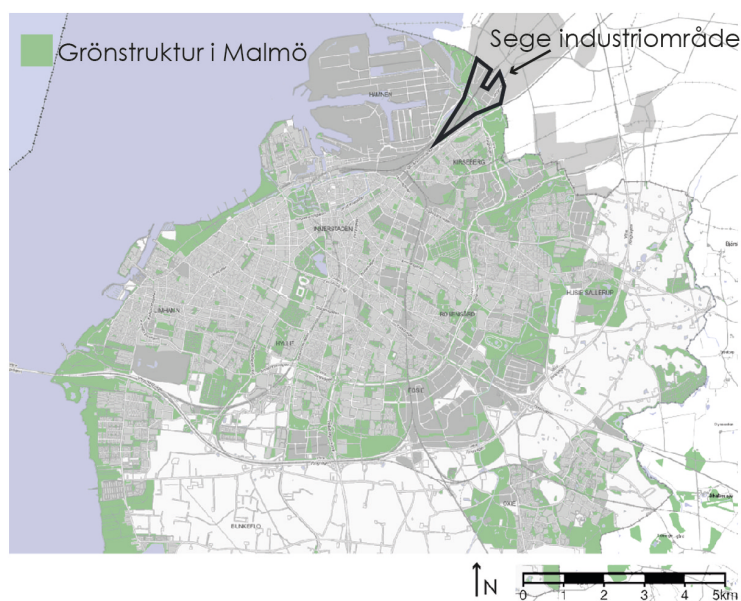 Grönstruktur i Malmö
Sege industriområde
HAMNEN
KIRSEBERG
INNERSTADEN
HUSIE SALLERUP
LIMHAMN
ROSENGÅRD
HYLLIE
FOSIE
OXIE
BUNKEFLO
N
0 1 2 3 4 5km